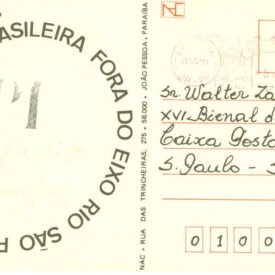 ASILEIRA FORA DO EIXO RIO SÃO P
NAC - RUA DAS TRINCHEIRAS, 275 - 58.000 - JOÃO PESSOA - PARAÍBA
Sr. Walter Za
XVI-Bienal d
Caixa Posta
S. Paulo - S
0 1 0 0